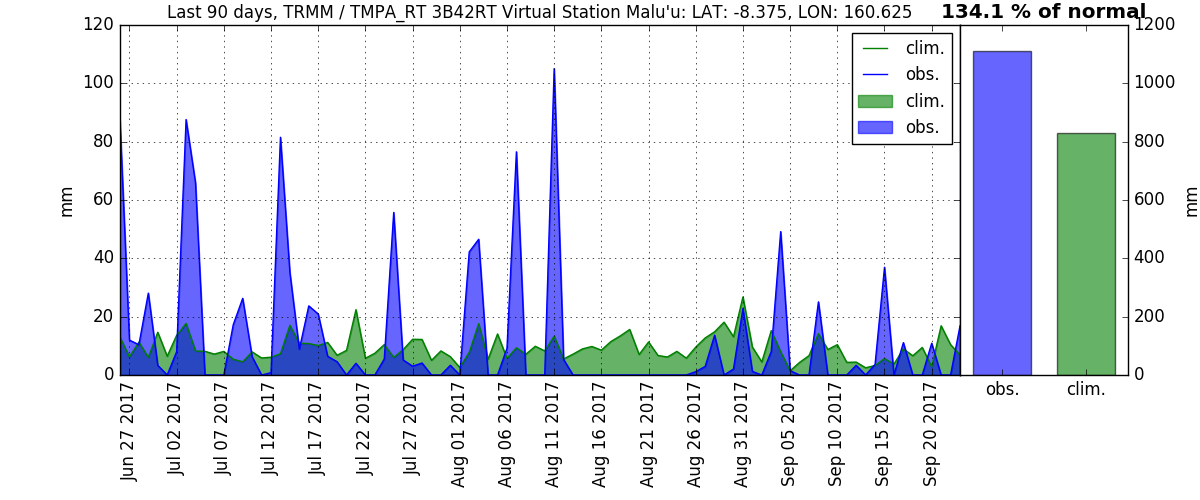 Last 90 days, TRMM / TMPA_RT 3B42RT Virtual Station Malu'u: LAT: -8.375, LON: 160.625
134.1 % of normal
120
100
80
60
40
20
0
mm
clim.
obs.
clim.
obs.
Jun 27 2017
Jul 02 2017
Jul 07 2017
Jul 12 2017
Jul 17 2017
Jul 22 2017
Jul 27 2017
Aug 01 2017
Aug 06 2017
Aug 11 2017
Aug 16 2017
Aug 21 2017
Aug 26 2017
Aug 31 2017
Sep 05 2017
Sep 10 2017
Sep 15 2017
Sep 20 2017
1200
1000
800
600
400
200
0
mm
obs.
clim.